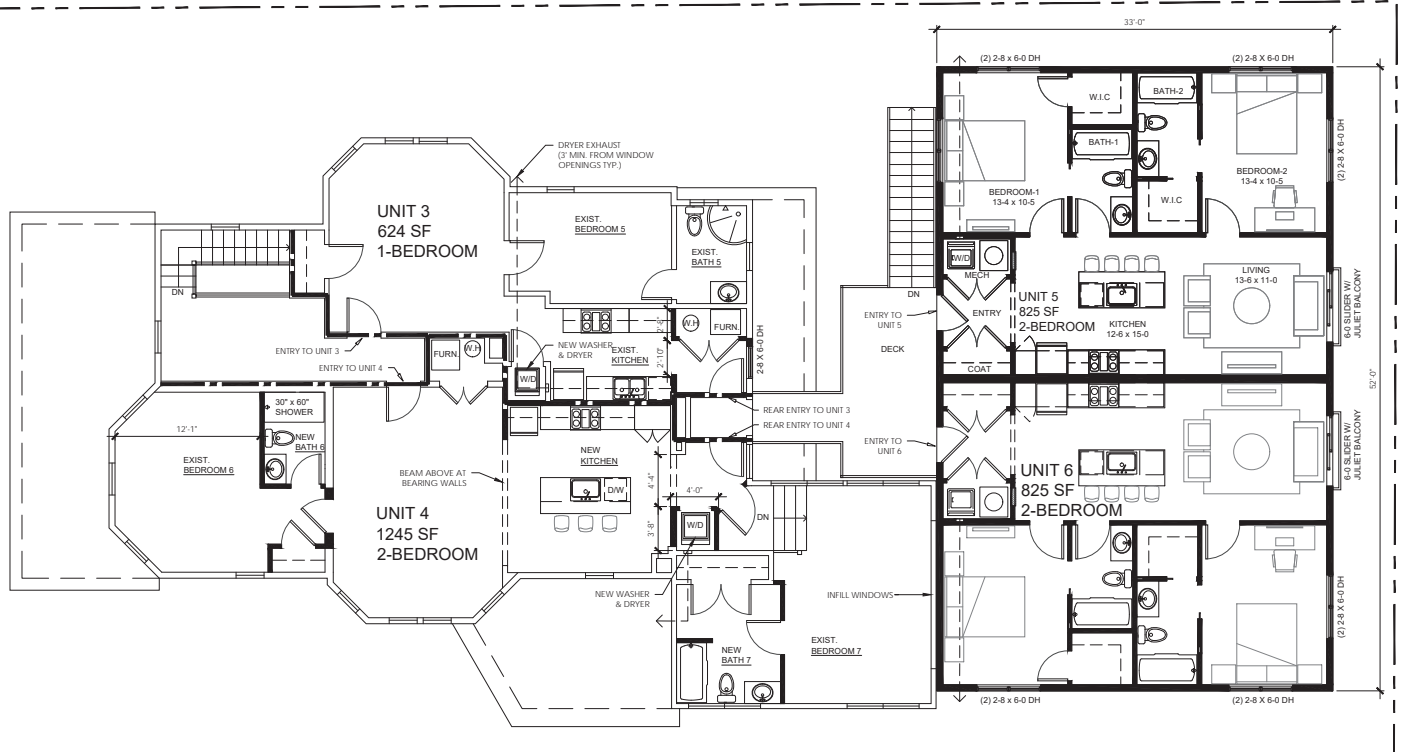 33'-0"
(2) 2-8 x 6-0 DH
(2) 2-8 X 6-0 DH
W.I.C
BATH-2
BATH-1
BEDROOM-1
13-4 x 10-5
BEDROOM-2
13-4 x 10-5
W.I.C
(2) 2-8 X 6-0 DH
DRYER EXHAUST
(3' MIN. FROM WINDOW
OPENINGS TYP.)
UNIT 3
624 SF
1-BEDROOM
EXIST.
BEDROOM 5
EXIST.
BATH 5
DN
W/D
MECH
LIVING
13-6 x 11-0
6-0 SLIDER W/
JULIET BALCONY
DN
ENTRY TO
UNIT 5
ENTRY
UNIT 5
825 SF
2-BEDROOM
KITCHEN
12-6 x 15-0
DECK
COAT
2'-8"
W.H
FURN.
2-8 X 6-0 DH
ENTRY TO UNIT 3
ENTRY TO UNIT 4
FURN.
W.H
NEW WASHER
& DRYER
EXIST.
KITCHEN
2'-10"
W/D
52'-0"
30" x 60"
SHOWER
12'-1"
NEW
BATH 6
EXIST.
BEDROOM 6
REAR ENTRY TO UNIT 3
REAR ENTRY TO UNIT 4
ENTRY TO
UNIT 6
6-0 SLIDER W/
JULIET BALCONY
BEAM ABOVE AT
BEARING WALLS
NEW
KITCHEN
4'-4"
D/W
4'-0"
UNIT 6
825 SF
2-BEDROOM
UNIT 4
1245 SF
2-BEDROOM
3'-8"
W/D
DN
NEW WASHER
& DRYER
INFILL WINDOWS
(2) 2-8 X 6-0 DH
NEW
BATH 7
EXIST.
BEDROOM 7
(2) 2-8 x 6-0 DH
(2) 2-8 X 6-0 DH